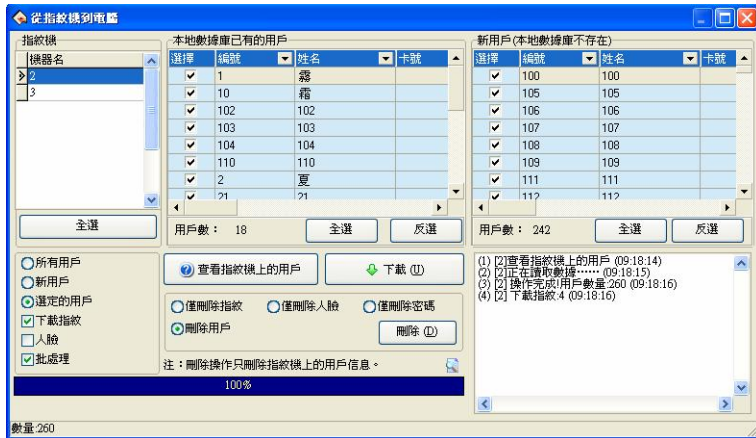 從指紋機到電腦
指紋機
機器名
2
3
全選
本地數據庫已有的用戶
選擇 編號 姓名 卡號
1 霧
10 霜
102 102
103 103
104 104
110 110
2 夏
21 21
用戶數： 18 全選 反選
新用戶(本地數據庫不存在)
選擇 編號 姓名 卡號
100 100
105 105
106 106
107 107
108 108
109 109
111 111
112 112
用戶數： 242 全選 反選
所有用戶
新用戶
選定的用戶
下載指紋
人臉
批處理
查看指紋機上的用戶 下載 (U)
僅刪除指紋 僅刪除人臉 僅刪除密碼
刪除用戶 刪除 (D)
注：刪除操作只刪除指紋機上的用戶信息。
100%
(1) [2]查看指紋機上的用戶 (09:18:14)
(2) [2]正在讀取數據…… (09:18:15)
(3) [2] 操作完成!用戶數量:260 (09:18:16)
(4) [2] 下載指紋:4 (09:18:16)
數量:260